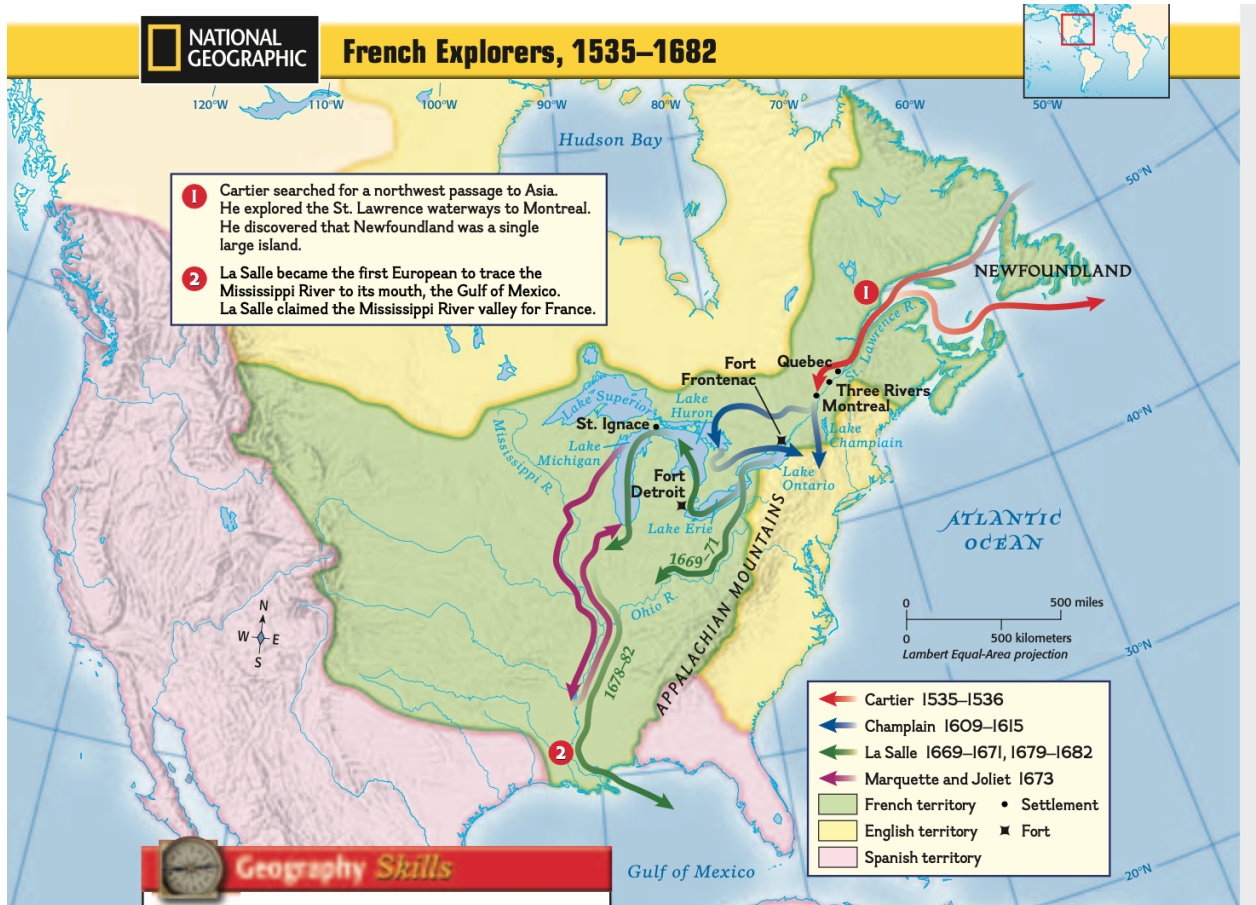 NATIONAL
GEOGRAPHIC
French Explorers, 1535–1682
120°W
110°W
100°W
90°W
80°W
70°W
60°W
50°W
Hudson Bay
50°N
1
Cartier searched for a northwest passage to Asia.
He explored the St. Lawrence waterways to Montreal.
He discovered that Newfoundland was a single
large island.
2
La Salle became the first European to trace the
Mississippi River to its mouth, the Gulf of Mexico.
La Salle claimed the Mississippi River valley for France.
NEWFOUNDLAND
1
St. Lawrence R.
Quebec
Fort
Frontenac
Three Rivers
Montreal
Lake Superior
Lake
Huron
St. Ignace
Lake
Champlain
40°N
Mississippi R.
Lake
Michigan
Fort
Detroit
Lake
Ontario
Lake Erie
ATLANTIC
OCEAN
1669–71
Ohio R.
APPALACHIAN MOUNTAINS
N
W
E
S
0
500 miles
0
500 kilometers
Lambert Equal-Area projection
30°N
1678–82
2
Cartier 1535–1536
Champlain 1609–1615
La Salle 1669–1671, 1679–1682
Marquette and Joliet 1673
French territory
Settlement
English territory
Fort
Spanish territory
Geography Skills
Gulf of Mexico
20°N